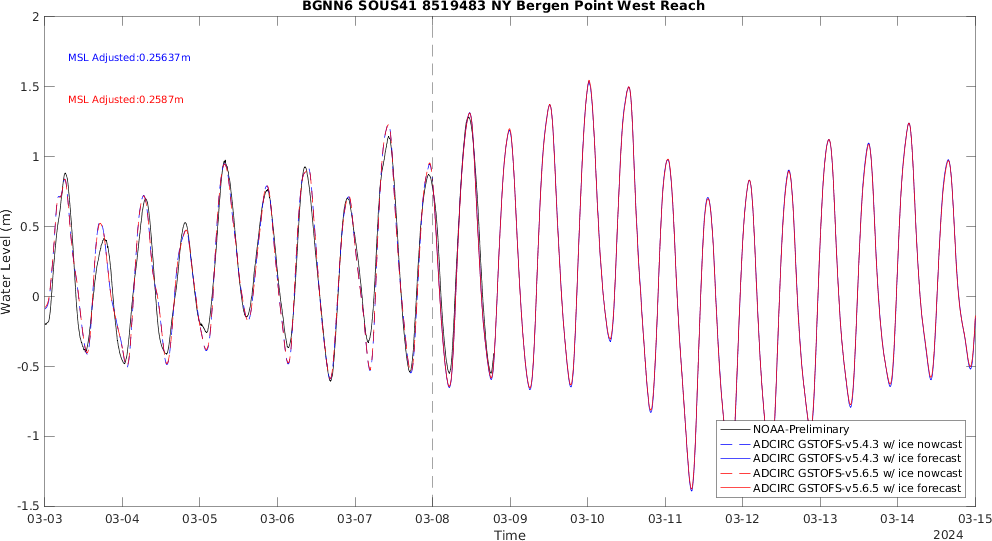 BGNN6 SOUS41 8519483 NY Bergen Point West Reach
2
MSL Adjusted:0.25637m
1.5
MSL Adjusted:0.2587m
1
0.5
Water Level (m)
0
-0.5
-1
NOAA-Preliminary
ADCIRC GSTOFS-v5.4.3 w/ ice nowcast
ADCIRC GSTOFS-v5.4.3 w/ ice forecast
ADCIRC GSTOFS-v5.6.5 w/ ice nowcast
ADCIRC GSTOFS-v5.6.5 w/ ice forecast
-1.5
03-03 03-04 03-05 03-06 03-07 03-08 03-09 03-10 03-11 03-12 03-13 03-14 03-15
Time
2024